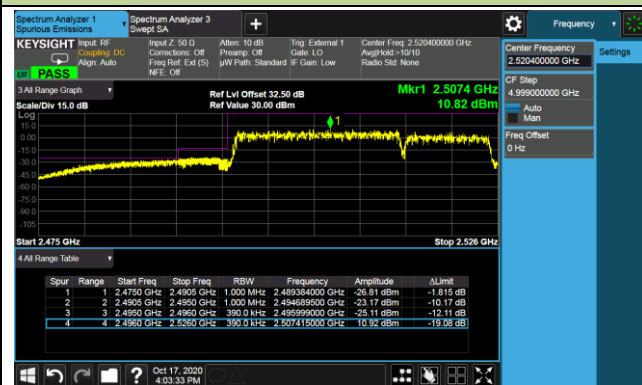 Spectrum Analyzer 1
Spurious Emissions
Spectrum Analyzer 3
Swept SA
Frequency
KEYSIGHT
Input: RF
Coupling: DC
Align: Auto
Input Z: 50 Ω
Corrections: Off
Freq Ref: Ext (S)
NFE: Off
Atten: 10 dB
Preamp: Off
µW Path: Standard
Trig: External 1
Gate: LO
IF Gain: Low
Center Freq: 2.520400000 GHz
Avg|Hold:>10/10
Radio Std: None
PASS
3 All Range Graph
Scale/Div 15.0 dB
Ref Lvl Offset 32.50 dB
Ref Value 30.00 dBm
Mkr1 2.5074 GHz
10.82 dBm
Log
15.0
0.00
-15.0
-30.0
-45.0
-60.0
-75.0
-90.0
-105
1
Start 2.475 GHz
Stop 2.526 GHz
4 All Range Table
Spur Range Start Freq Stop Freq RBW Frequency Amplitude ΔLimit
1 1 2.4750 GHz 2.4905 GHz 1.000 MHz 2.489384000 GHz -26.81 dBm -1.815 dB
2 2 2.4905 GHz 2.4950 GHz 1.000 MHz 2.494689500 GHz -23.17 dBm -10.17 dB
3 3 2.4950 GHz 2.4960 GHz 390.0 kHz 2.495999000 GHz -25.11 dBm -12.11 dB
4 4 2.4960 GHz 2.5260 GHz 390.0 kHz 2.507415000 GHz 10.92 dBm -19.08 dB
Oct 17, 2020
4:03:33 PM
Center Frequency
2.520400000 GHz
Settings
CF Step
4.999000000 GHz
Auto
Man
Freq Offset
0 Hz